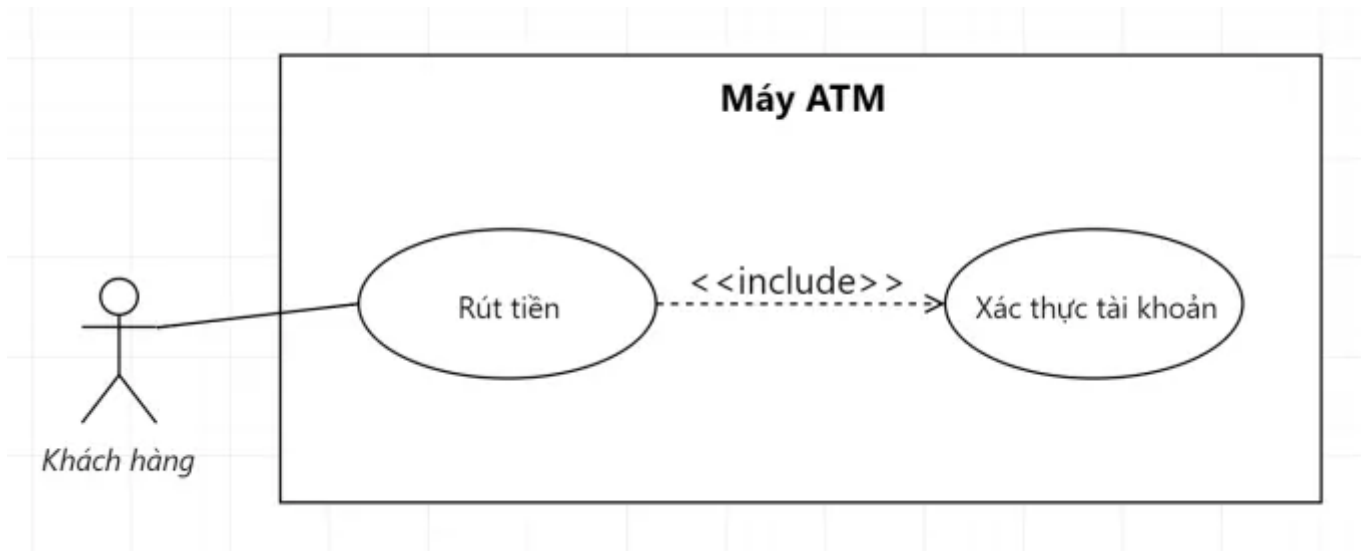 Máy ATM
<<include>>
Rút tiền
Xác thực tài khoản
Khách hàng